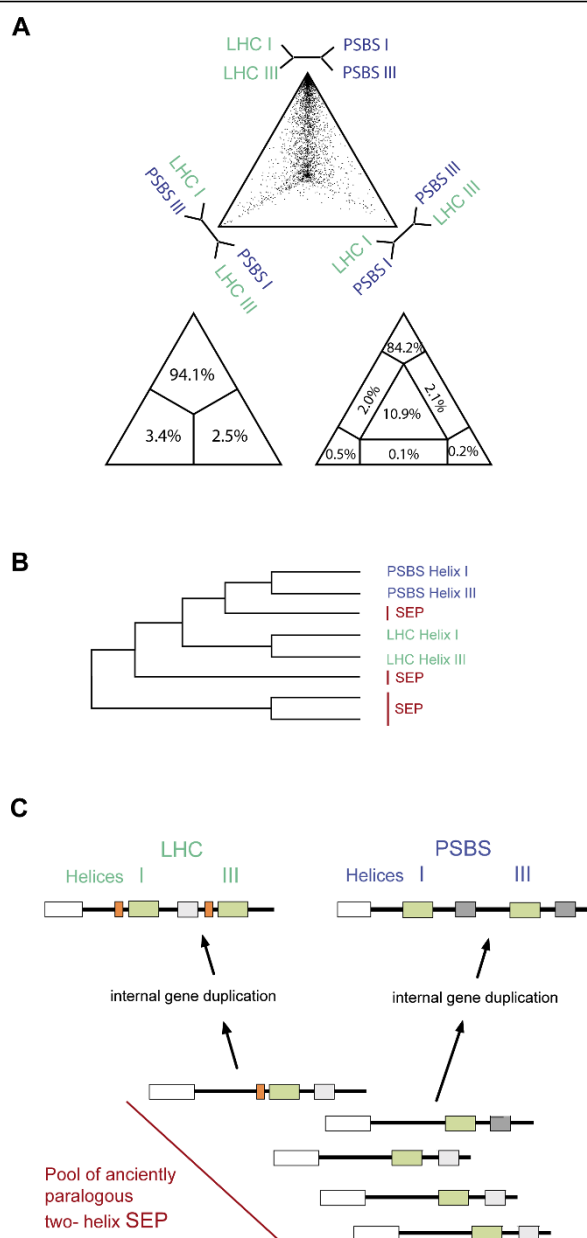 A
LHC I
PSBS I
LHC III
PSBS III
LHC I
PSBS III
PSBS I
LHC III
PSBS III
LHC III
LHC I
PSBS I
94.1%
3.4%
2.5%
84.2%
2.0%
2.1%
10.9%
0.5%
0.1%
0.2%
B
PSBS Helix I
PSBS Helix III
SEP
LHC Helix I
LHC Helix III
SEP
SEP
C
LHC
PSBS
Helices I III
Helices I III
internal gene duplication
internal gene duplication
Pool of anciently
paralogous
two- helix SEP